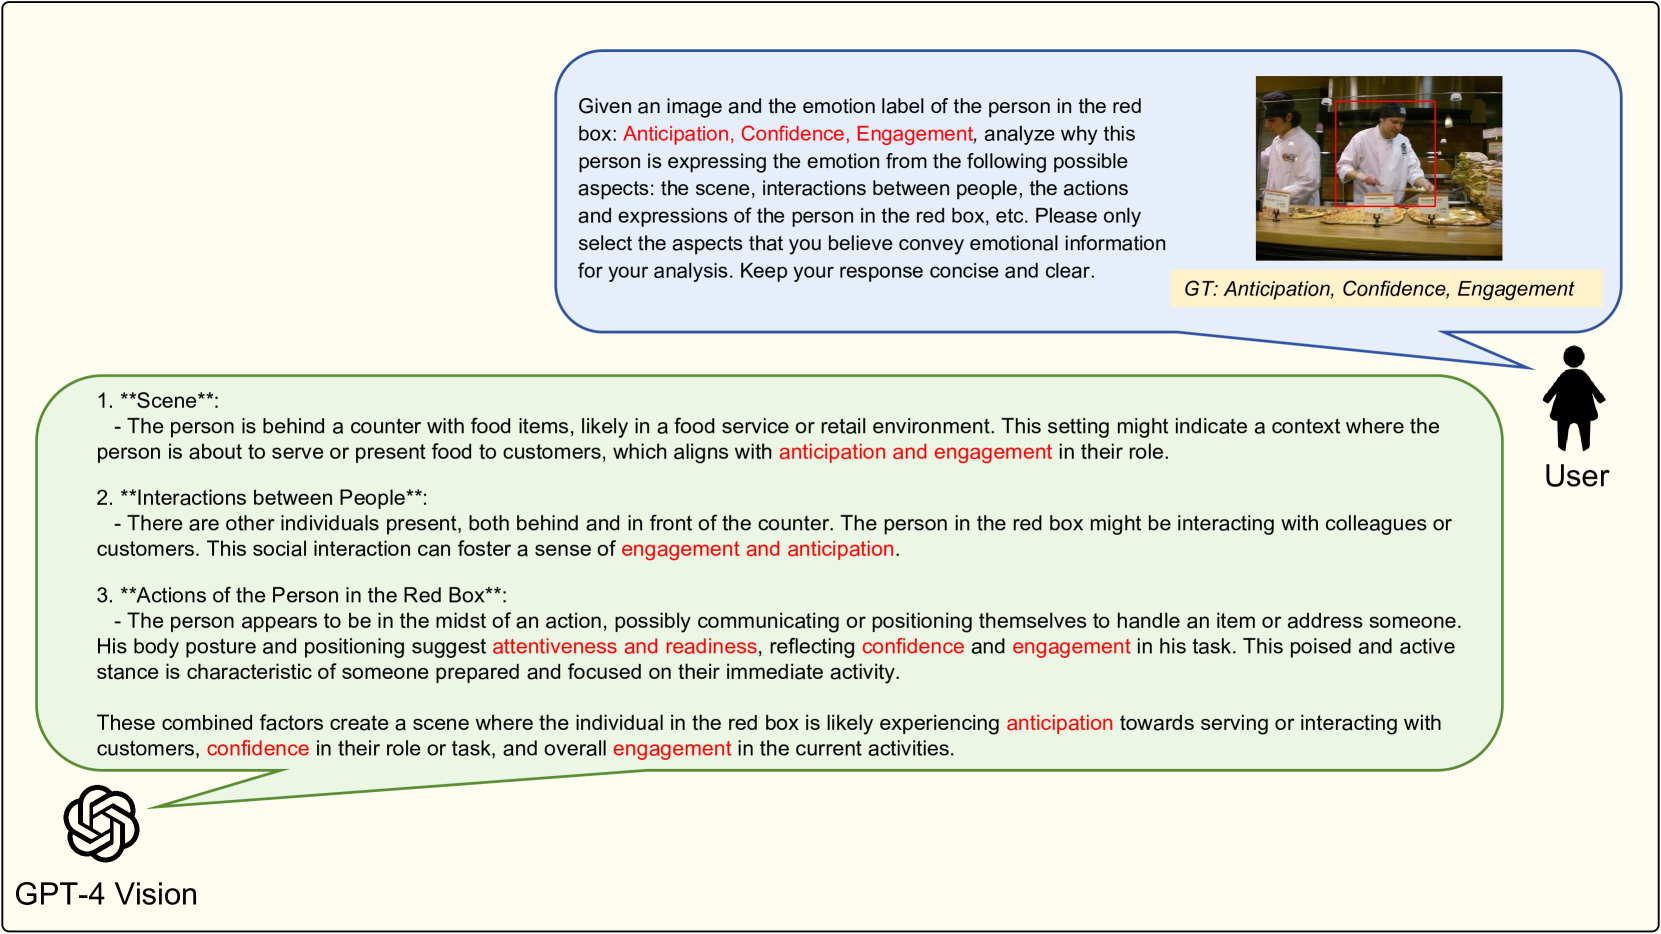 Given an image and the emotion label of the person in the red
box: Anticipation, Confidence, Engagement, analyze why this
person is expressing the emotion from the following possible
aspects: the scene, interactions between people, the actions
and expressions of the person in the red box, etc. Please only
select the aspects that you believe convey emotional information
for your analysis. Keep your response concise and clear.
GT: Anticipation, Confidence, Engagement
User
1. **Scene**:
- The person is behind a counter with food items, likely in a food service or retail environment. This setting might indicate a context where the
person is about to serve or present food to customers, which aligns with anticipation and engagement in their role.
2. **Interactions between People**:
- There are other individuals present, both behind and in front of the counter. The person in the red box might be interacting with colleagues or
customers. This social interaction can foster a sense of engagement and anticipation.
3. **Actions of the Person in the Red Box**:
- The person appears to be in the midst of an action, possibly communicating or positioning themselves to handle an item or address someone.
His body posture and positioning suggest attentiveness and readiness, reflecting confidence and engagement in his task. This poised and active
stance is characteristic of someone prepared and focused on their immediate activity.
These combined factors create a scene where the individual in the red box is likely experiencing anticipation towards serving or interacting with
customers, confidence in their role or task, and overall engagement in the current activities.
GPT-4 Vision